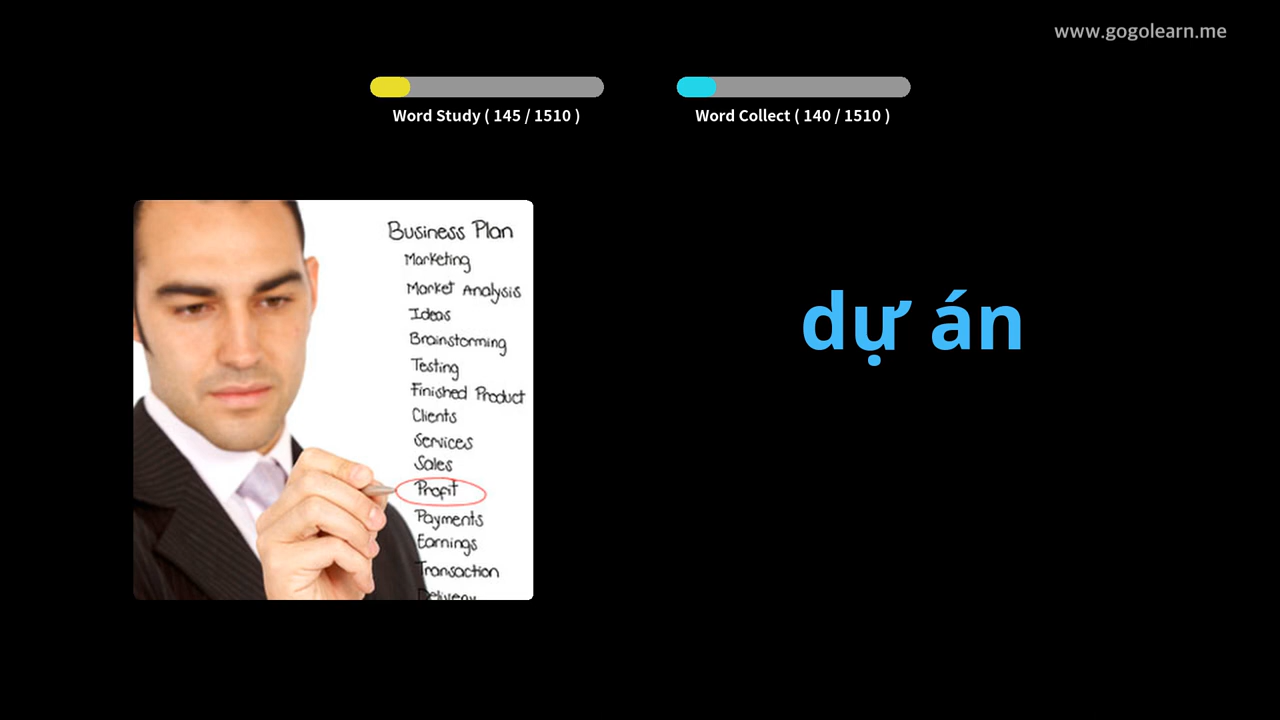 www.gogolearn.me
Word Study ( 145 / 1510 )
Word Collect ( 140 / 1510 )
Business Plan
Marketing
Market Analysis
Ideas
Brainstorming
Testing
Finished Product
Clients
Services
Sales
Profit
Payments
Earnings
Transaction
Delivery
dự án